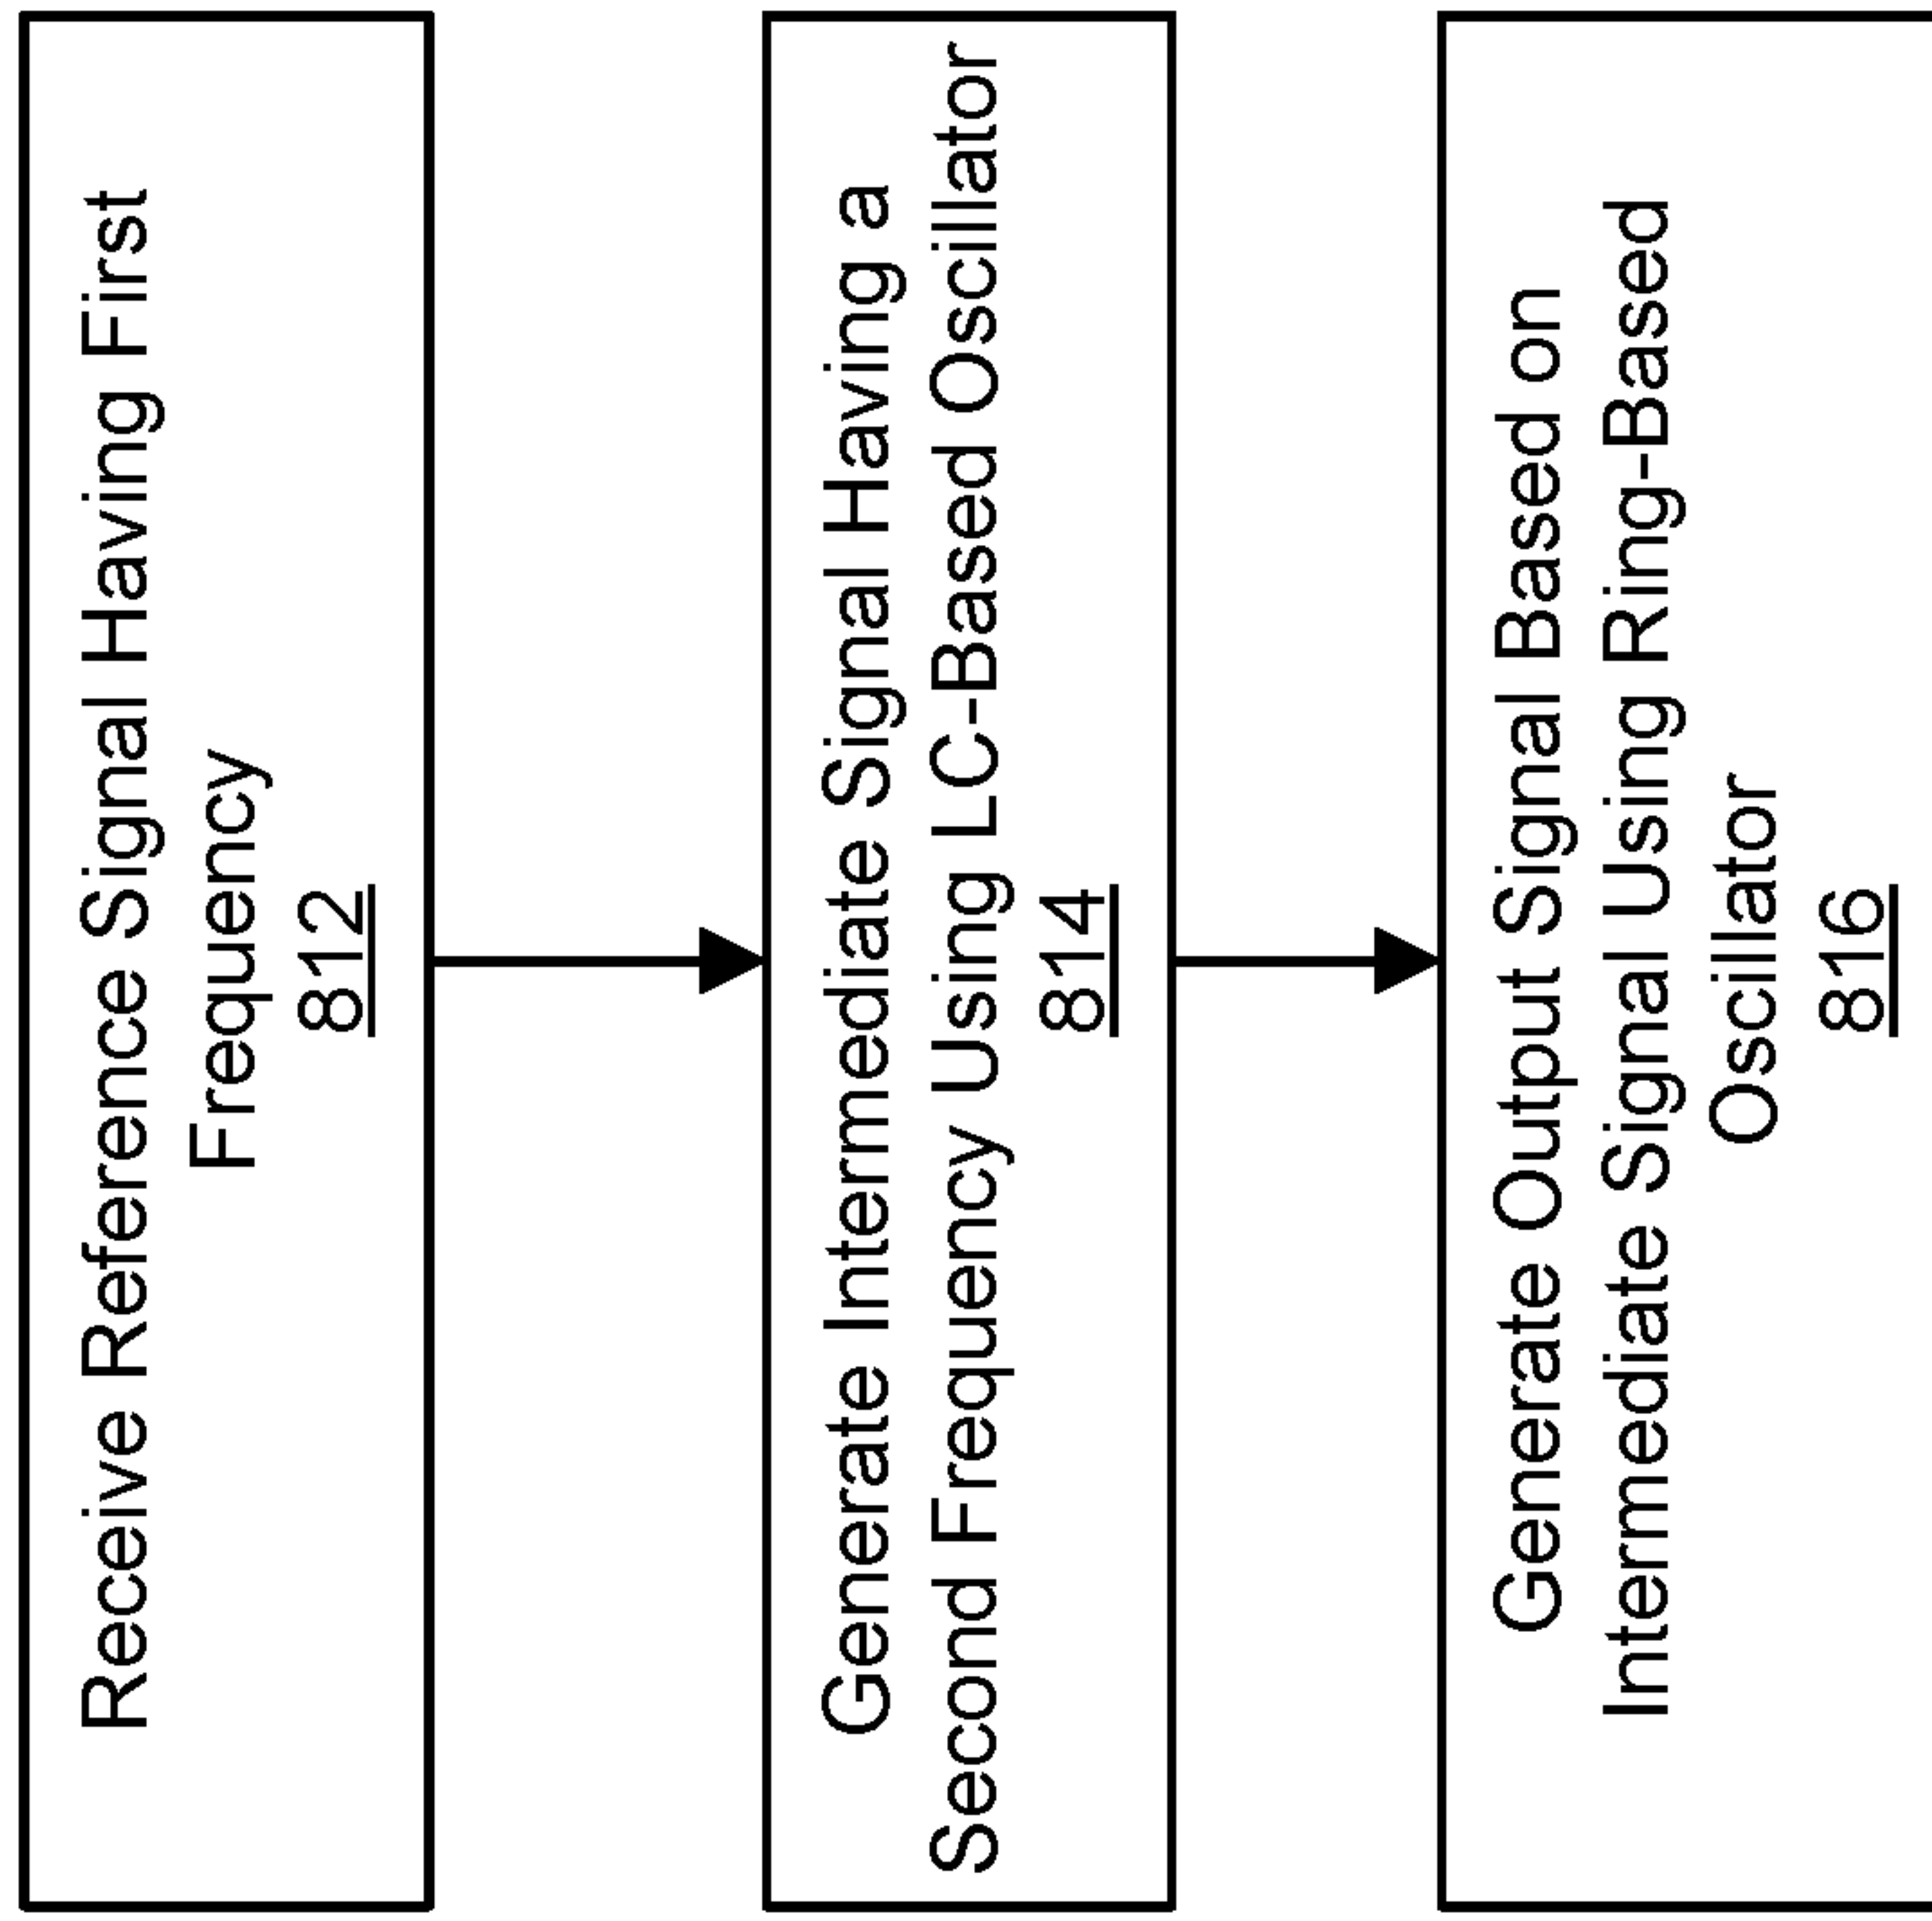 Receive Reference Signal Having First
Frequency
812
Generate Intermediate Signal Having a
Second Frequency Using LC-Based Oscillator
814
Generate Output Signal Based on
Intermediate Signal Using Ring-Based
Oscillator
816